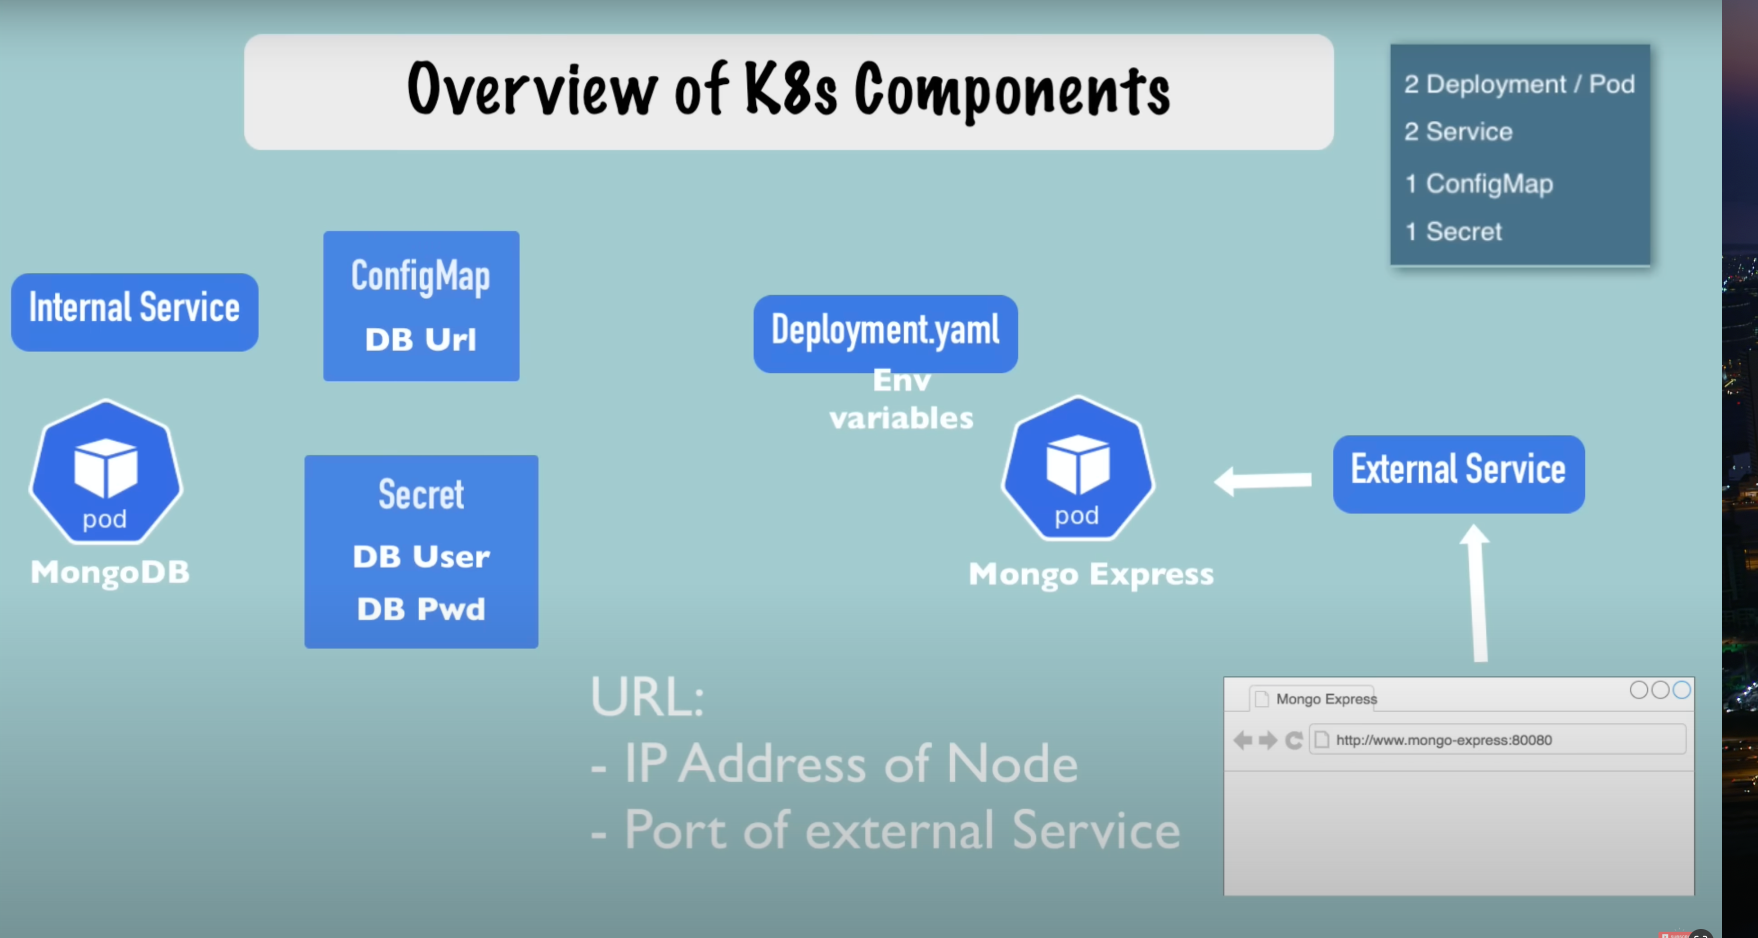 Overview of K8s Components
2 Deployment / Pod
2 Service
1 ConfigMap
1 Secret
Internal Service
ConfigMap
DB Url
Deployment.yaml
Env
variables
pod
MongoDB
Secret
DB User
DB Pwd
pod
Mongo Express
External Service
URL:
- IP Address of Node
- Port of external Service
Mongo Express
http://www.mongo-express:80080